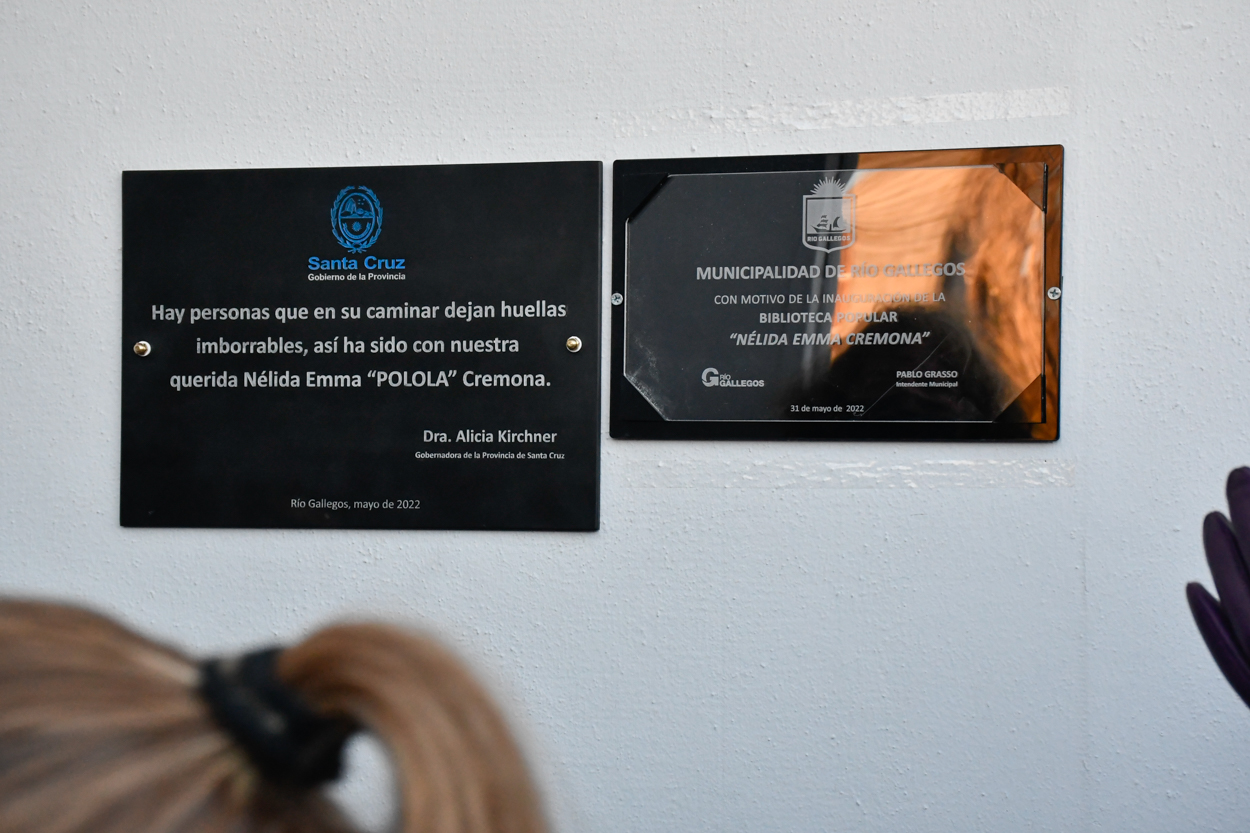 Santa Cruz
Gobierno de la Provincia
Hay personas que en su caminar dejan huellas
imborrables, así ha sido con nuestra
querida Nélida Emma “POLOLA” Cremona.
Dra. Alicia Kirchner
Gobernadora de la Provincia de Santa Cruz
Río Gallegos, mayo de 2022
RIO GALLEGOS
MUNICIPALIDAD DE RÍO GALLEGOS
CON MOTIVO DE LA INAUGURACIÓN DE LA
BIBLIOTECA POPULAR
“NÉLIDA EMMA CREMONA”
G RÍO
GALLEGOS
PABLO GRASSO
Intendente Municipal
31 de mayo de 2022